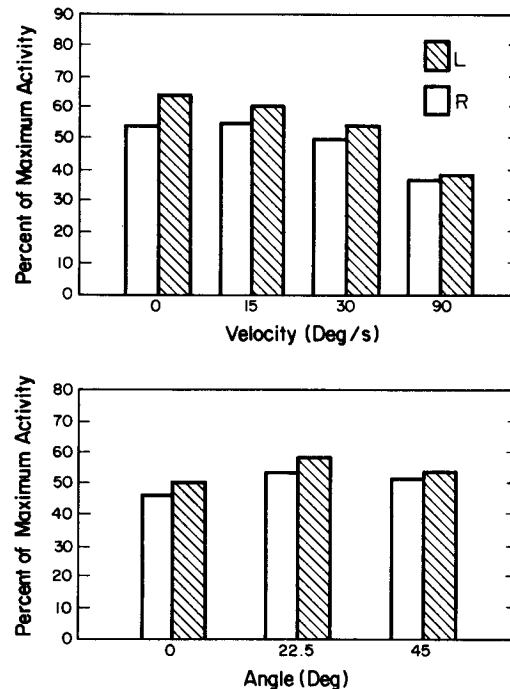 Percent of Maximum Activity
90
80
70
60
50
40
30
20
10
0
L
R
0 15 30 90
Velocity (Deg/s)
Percent of Maximum Activity
80
70
60
50
40
30
20
10
0
0 22.5 45
Angle (Deg)